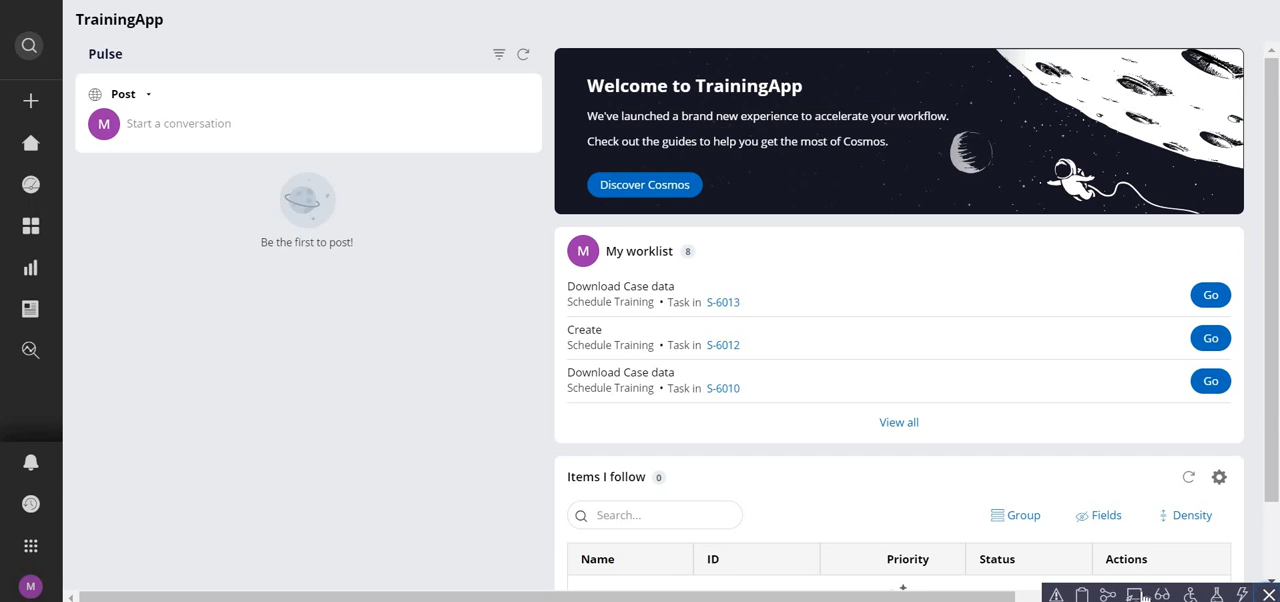 TrainingApp
Pulse
Post
M
Start a conversation
Be the first to post!
Welcome to TrainingApp
We've launched a brand new experience to accelerate your workflow.
Check out the guides to help you get the most of Cosmos.
Discover Cosmos
M My worklist 8
Download Case data
Schedule Training • Task in S-6013
Go
Create
Schedule Training • Task in S-6012
Go
Download Case data
Schedule Training • Task in S-6010
Go
View all
Items I follow 0
Search...
Group Fields Density
Name ID Priority Status Actions
M